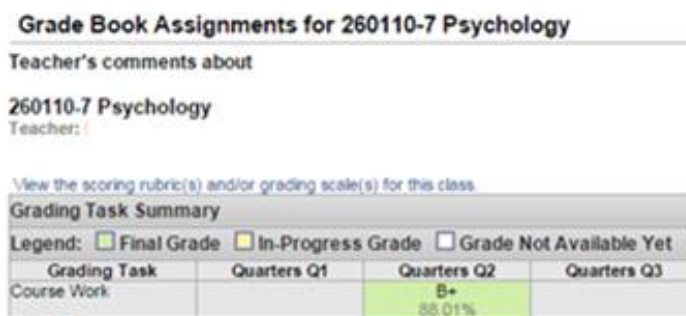 Grade Book Assignments for 260110-7 Psychology
Teacher's comments about
260110-7 Psychology
Teacher:
View the scoring rubric(s) and/or grading scale(s) for this class.
Grading Task Summary
Legend: Final Grade In-Progress Grade Grade Not Available Yet
Grading Task Quarters Q1 Quarters Q2 Quarters Q3
Course Work B+
88.01%